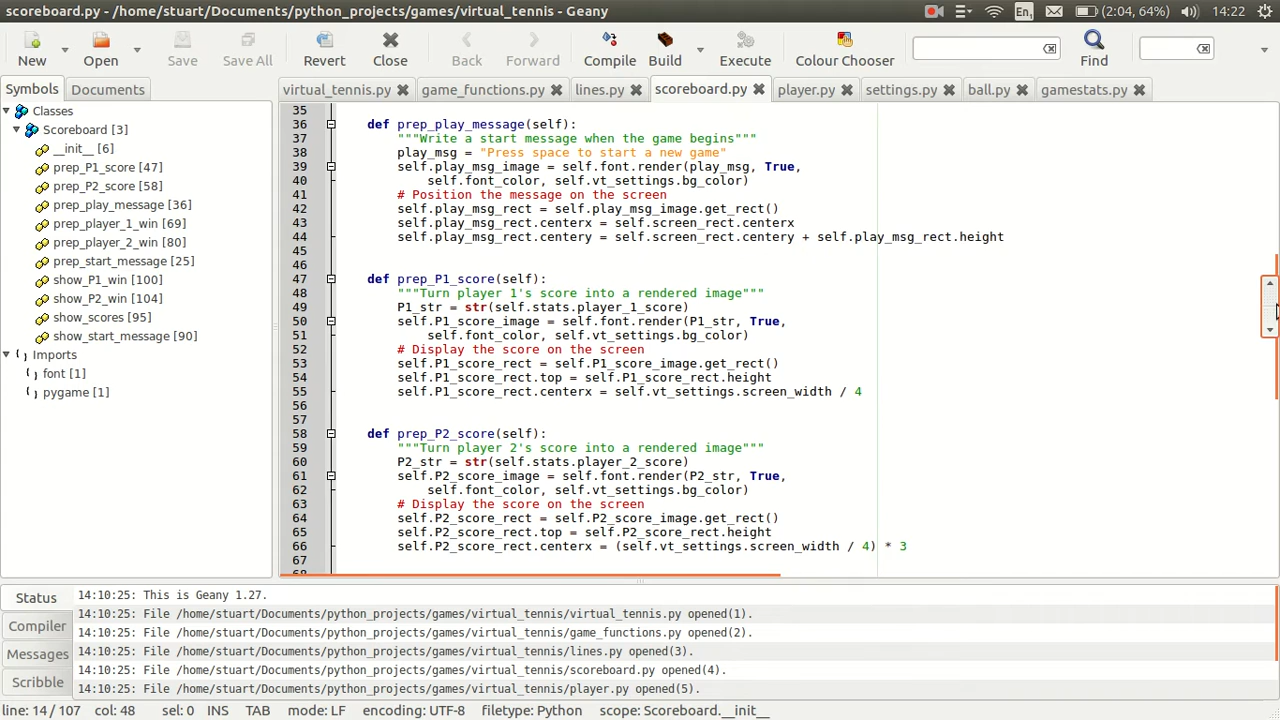 scoreboard.py - /home/stuart/Documents/python_projects/games/virtual_tennis - Geany
En1 (2:04, 64%) 14:22
New Open Save Save All Revert Close Back Forward Compile Build Execute Colour Chooser Find
Symbols Documents
virtual_tennis.py game_functions.py lines.py scoreboard.py player.py settings.py ball.py gamestats.py
Classes
Scoreboard [3]
__init__ [6]
prep_P1_score [47]
prep_P2_score [58]
prep_play_message [36]
prep_player_1_win [69]
prep_player_2_win [80]
prep_start_message [25]
show_P1_win [100]
show_P2_win [104]
show_scores [95]
show_start_message [90]
Imports
font [1]
pygame [1]
35
36 def prep_play_message(self):
37 """Write a start message when the game begins"""
38 play_msg = "Press space to start a new game"
39 self.play_msg_image = self.font.render(play_msg, True,
40 self.font_color, self.vt_settings.bg_color)
41 # Position the message on the screen
42 self.play_msg_rect = self.play_msg_image.get_rect()
43 self.play_msg_rect.centerx = self.screen_rect.centerx
44 self.play_msg_rect.centery = self.screen_rect.centery + self.play_msg_rect.height
45
46
47 def prep_P1_score(self):
48 """Turn player 1's score into a rendered image"""
49 P1_str = str(self.stats.player_1_score)
50 self.P1_score_image = self.font.render(P1_str, True,
51 self.font_color, self.vt_settings.bg_color)
52 # Display the score on the screen
53 self.P1_score_rect = self.P1_score_image.get_rect()
54 self.P1_score_rect.top = self.P1_score_rect.height
55 self.P1_score_rect.centerx = self.vt_settings.screen_width / 4
56
57
58 def prep_P2_score(self):
59 """Turn player 2's score into a rendered image"""
60 P2_str = str(self.stats.player_2_score)
61 self.P2_score_image = self.font.render(P2_str, True,
62 self.font_color, self.vt_settings.bg_color)
63 # Display the score on the screen
64 self.P2_score_rect = self.P2_score_image.get_rect()
65 self.P2_score_rect.top = self.P2_score_rect.height
66 self.P2_score_rect.centerx = (self.vt_settings.screen_width / 4) * 3
67
68
Status
Compiler
Messages
Scribble
14:10:25: This is Geany 1.27.
14:10:25: File /home/stuart/Documents/python_projects/games/virtual_tennis/virtual_tennis.py opened(1).
14:10:25: File /home/stuart/Documents/python_projects/games/virtual_tennis/game_functions.py opened(2).
14:10:25: File /home/stuart/Documents/python_projects/games/virtual_tennis/lines.py opened(3).
14:10:25: File /home/stuart/Documents/python_projects/games/virtual_tennis/scoreboard.py opened(4).
14:10:25: File /home/stuart/Documents/python_projects/games/virtual_tennis/player.py opened(5).
line: 14 / 107 col: 48 sel: 0 INS TAB mode: LF encoding: UTF-8 filetype: Python scope: Scoreboard.__init__